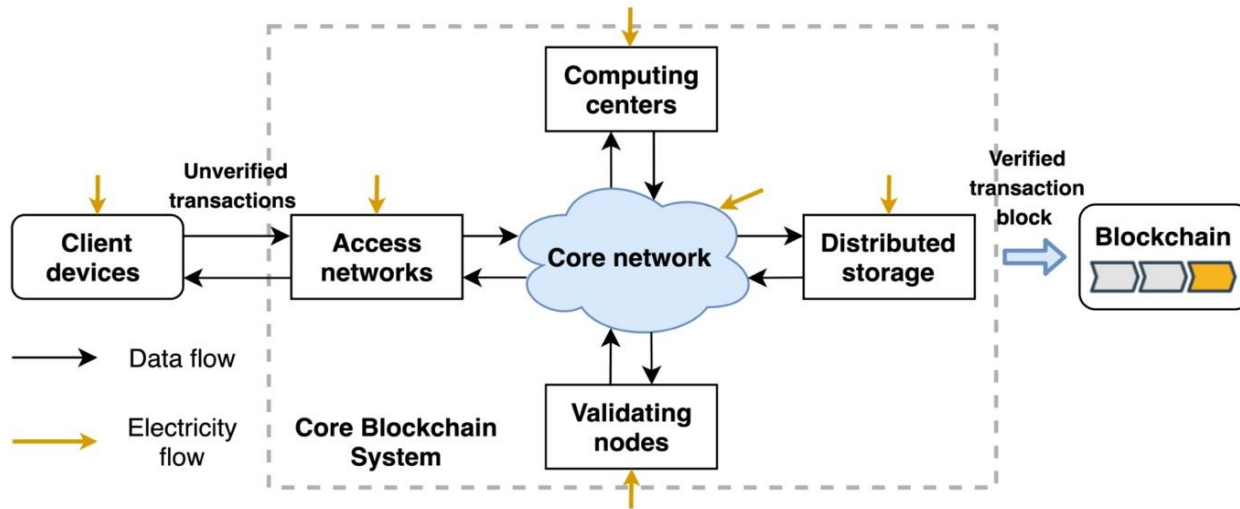 Computing
centers
Unverified
transactions
Verified
transaction
block
Client
devices
Access
networks
Core network
Distributed
storage
Blockchain
Data flow
Validating
nodes
Electricity
flow
Core Blockchain
System